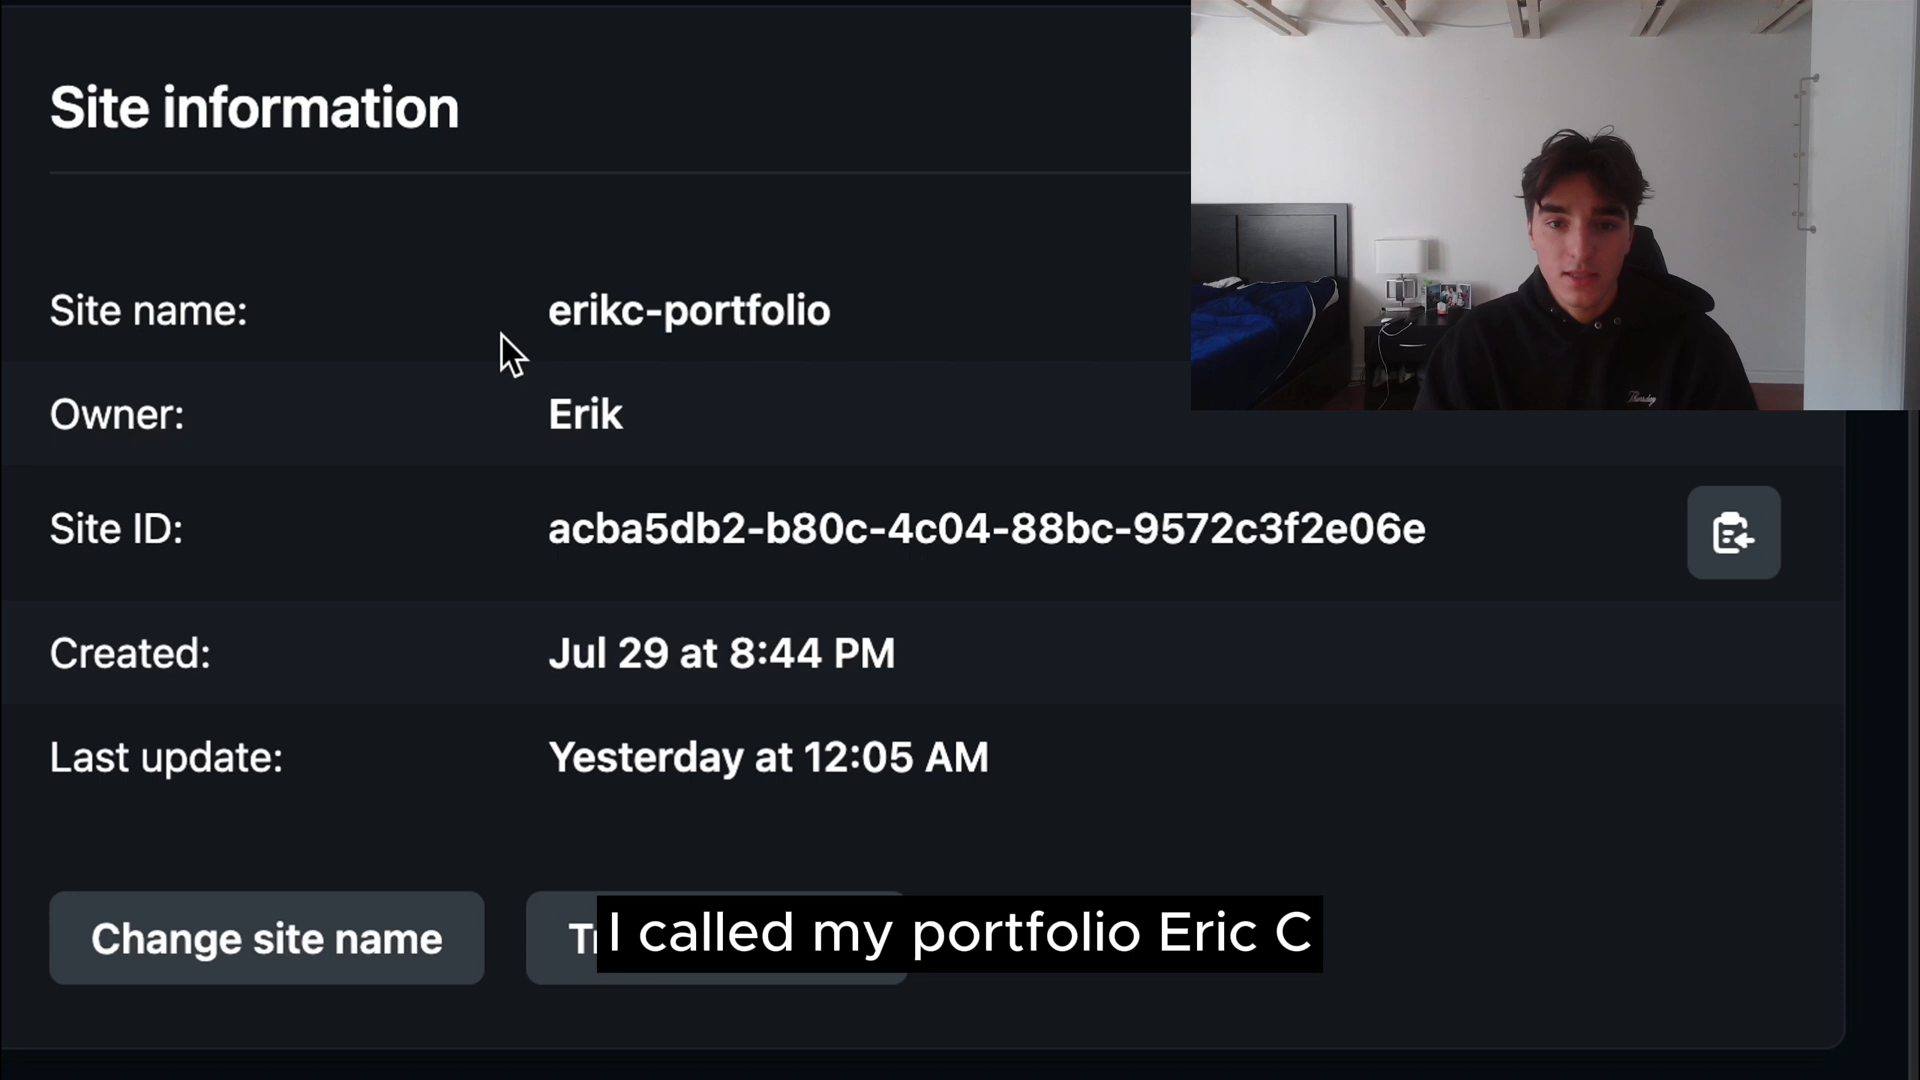 Site information
Site name: erikc-portfolio
Owner: Erik
Site ID: acba5db2-b80c-4c04-88bc-9572c3f2e06e
Created: Jul 29 at 8:44 PM
Last update: Yesterday at 12:05 AM
Change site name
I called my portfolio Eric C
Thursday